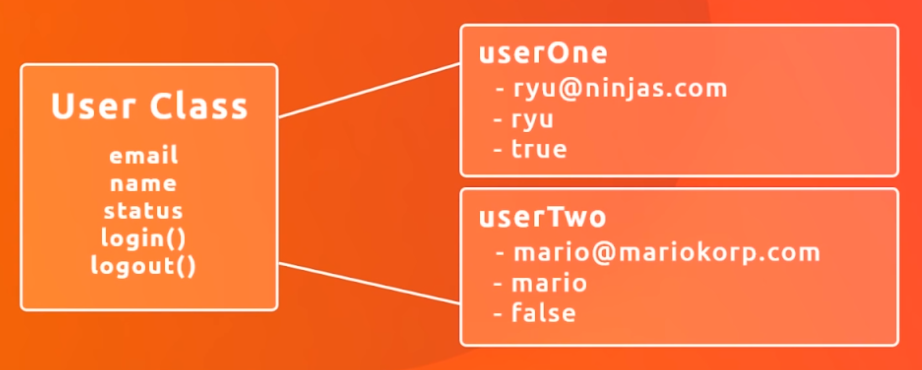 User Class
email
name
status
login()
logout()
userOne
- ryu@ninjas.com
- ryu
- true
userTwo
- mario@mariokorp.com
- mario
- false